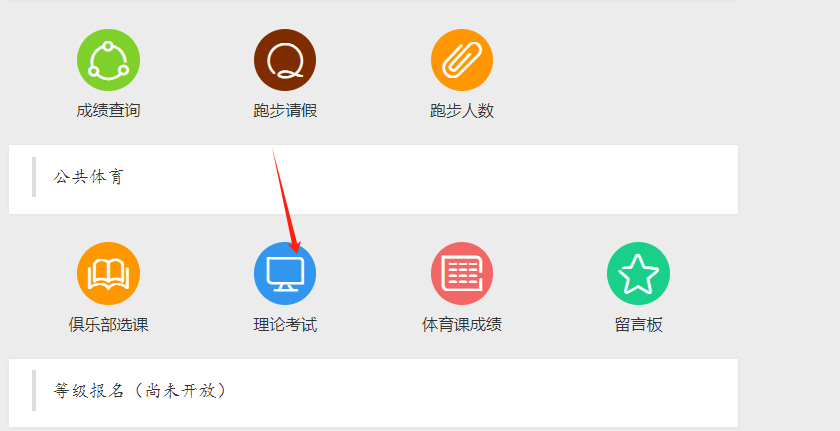 成绩查询 跑步请假 跑步人数
公共体育
俱乐部选课 理论考试 体育课成绩 留言板
等级报名（尚未开放）